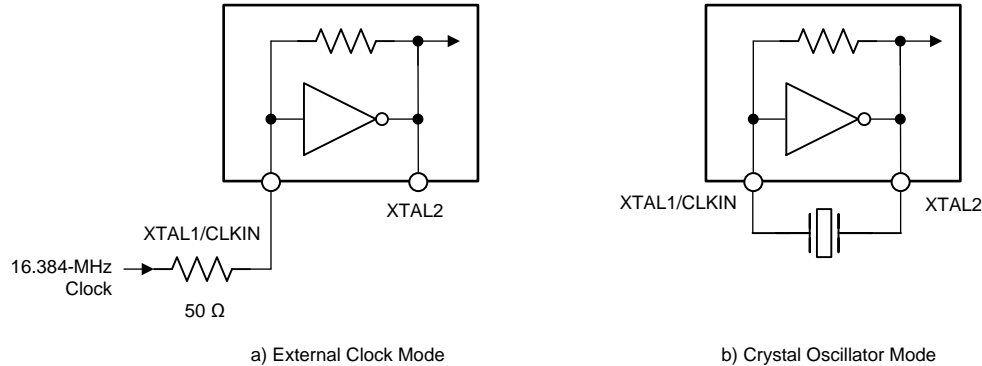 XTAL1/CLKIN
XTAL2
16.384-MHz
Clock
50 Ω
a) External Clock Mode
XTAL1/CLKIN
XTAL2
b) Crystal Oscillator Mode